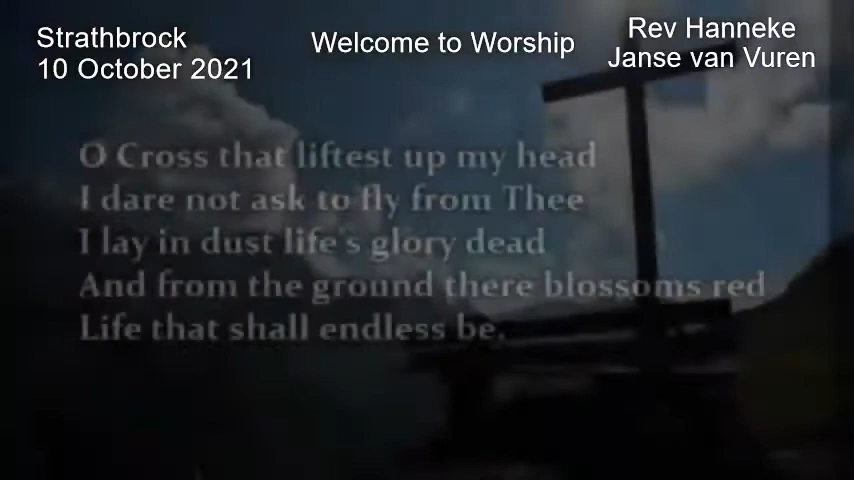 Strathbrock
10 October 2021
Welcome to Worship
Rev Hanneke
Janse van Vuren
O Cross that liftest up my head
I dare not ask to fly from Thee
I lay in dust life's glory dead
And from the ground there blossoms red
Life that shall endless be.